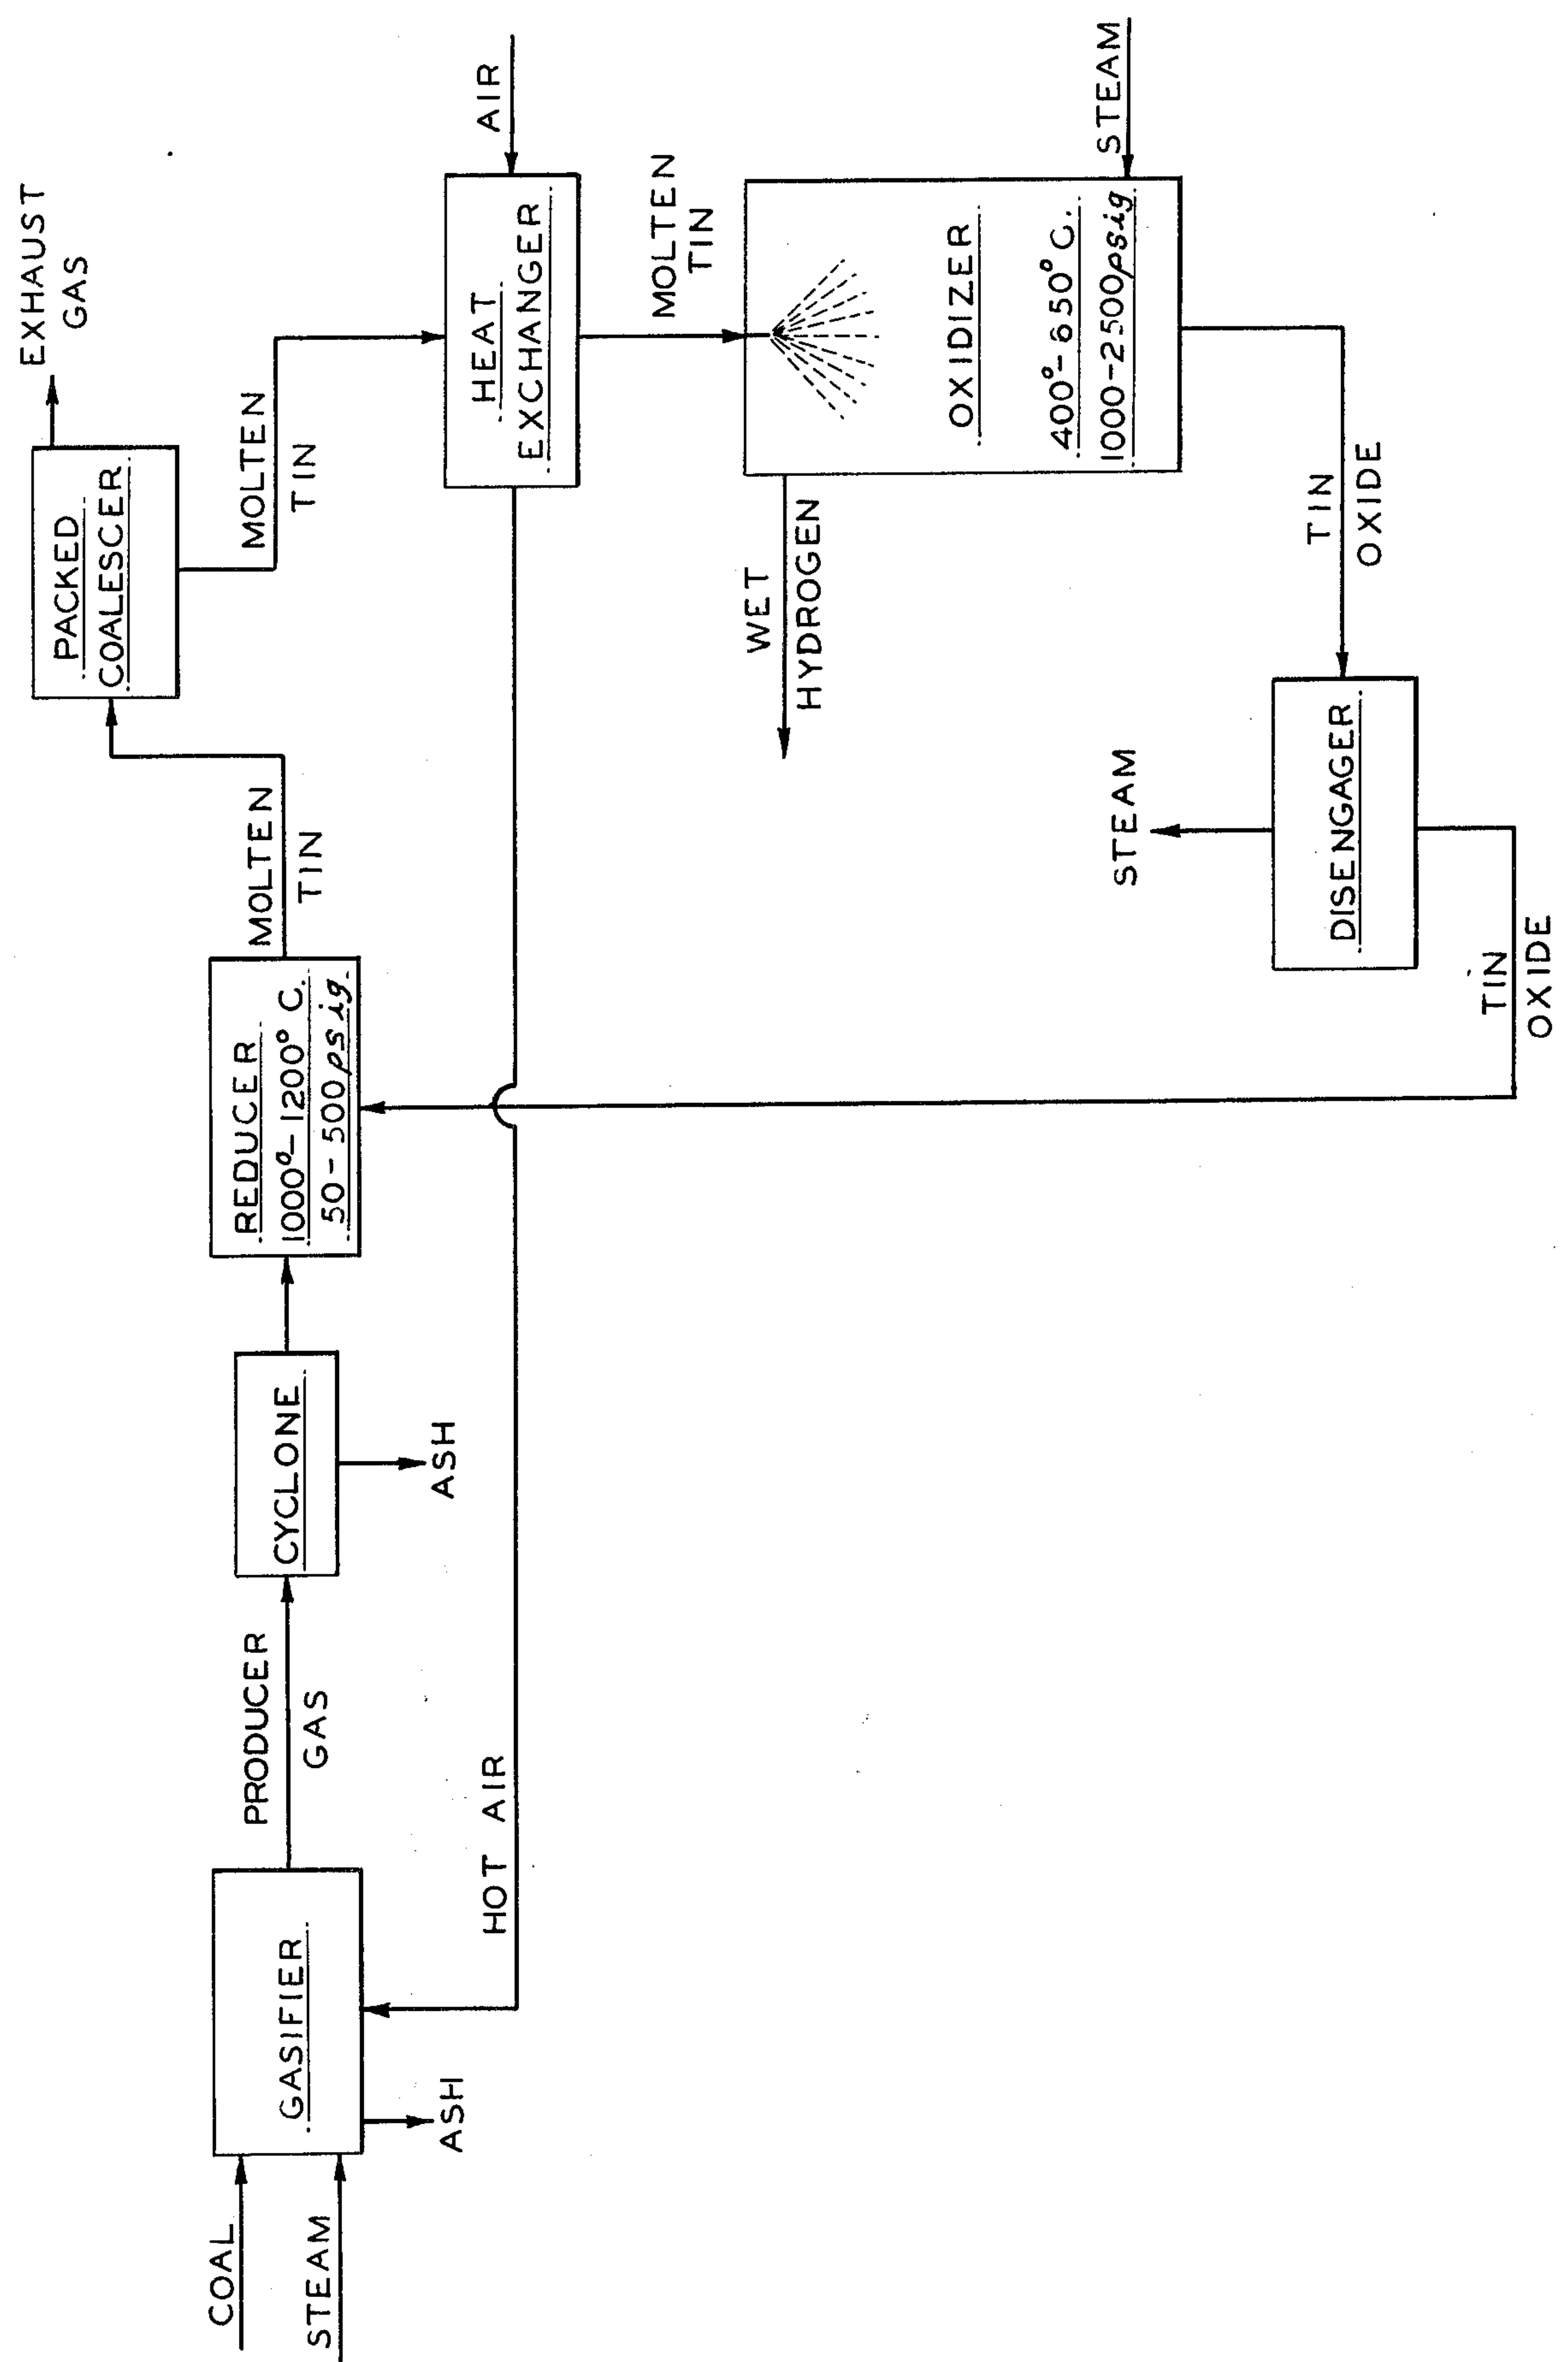 COAL
STEAM
GASIFIER
ASH
PRODUCER
GAS
HOT AIR
CYCLONE
ASH
REDUCER
1000°-1200° C.
50-500 psig.
MOLTEN
TIN
PACKED
COALESCER
EXHAUST
GAS
MOLTEN
TIN
HEAT
EXCHANGER
AIR
MOLTEN
TIN
WET
HYDROGEN
OXIDIZER
400°-650° C.
1000-2500 psig
STEAM
TIN
OXIDE
STEAM
DISENGAGER
TIN
OXIDE